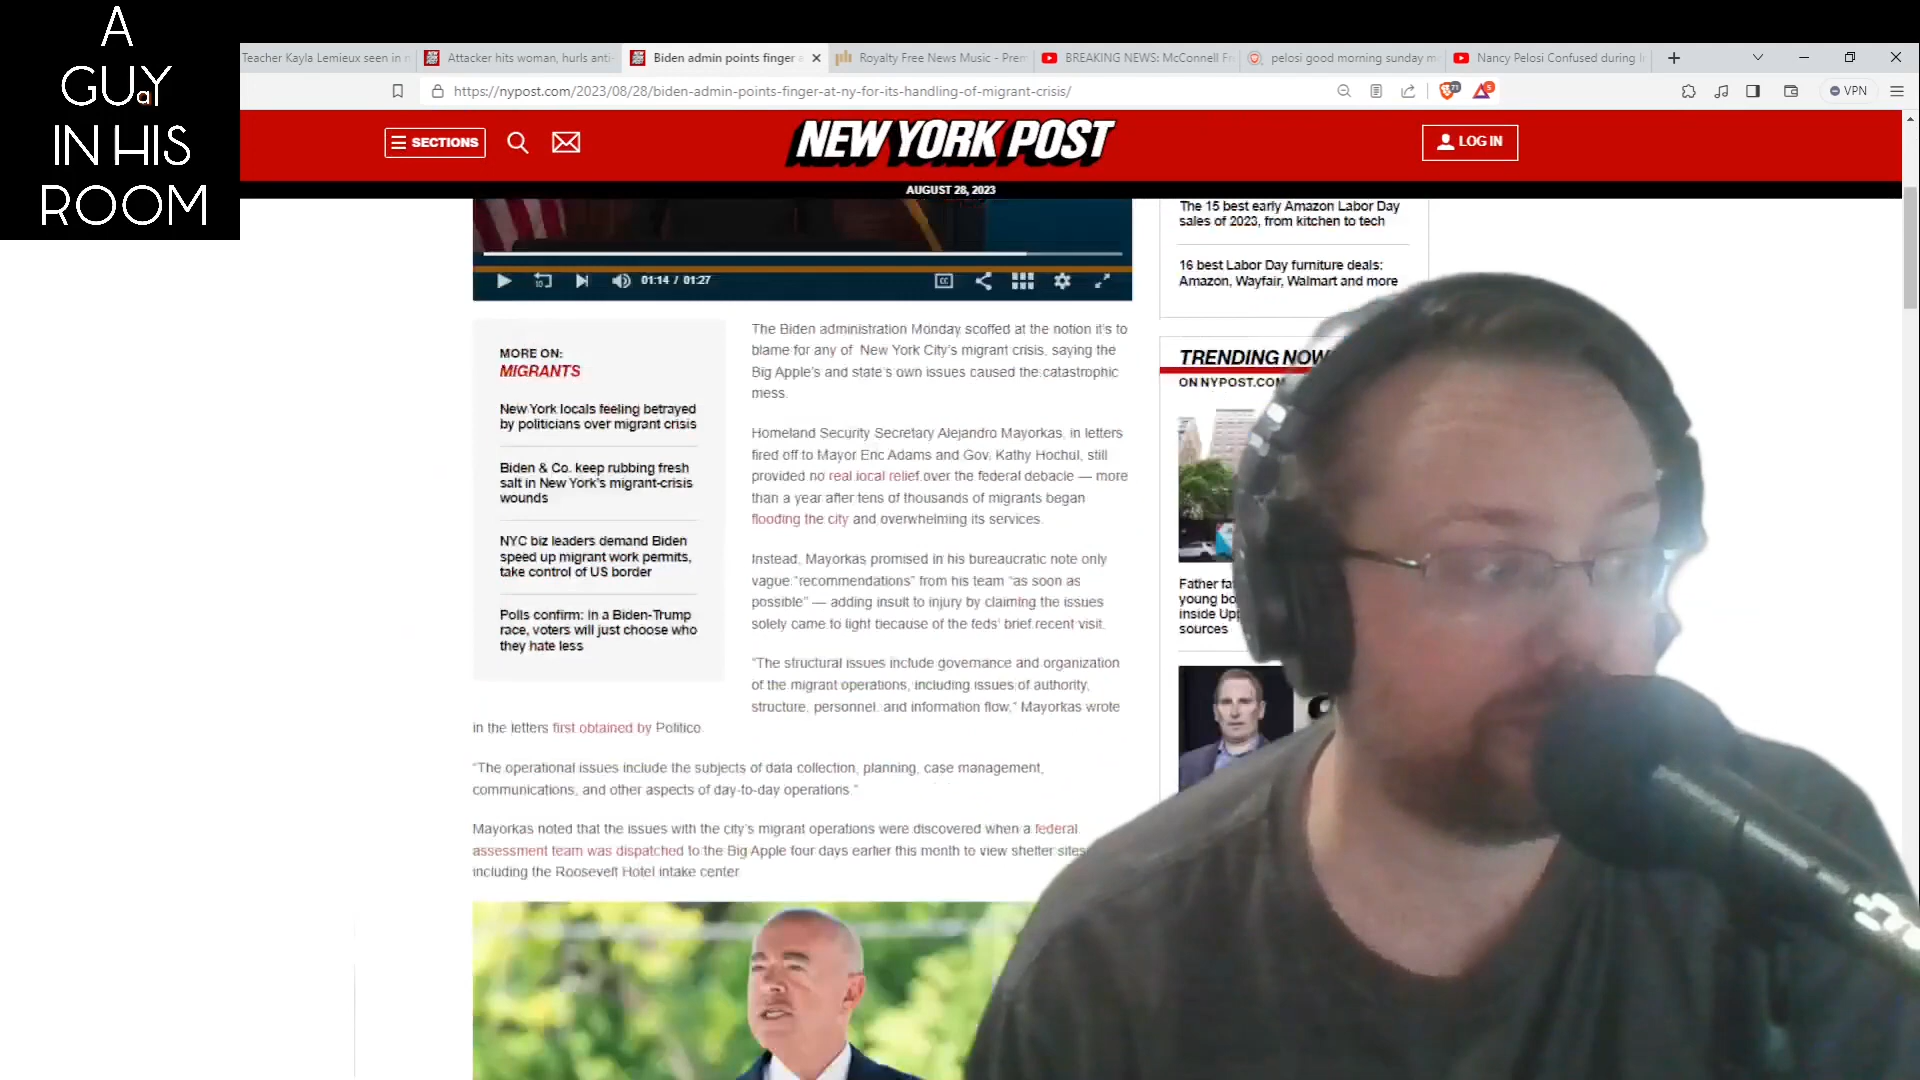 A
GUY
a
IN HIS
ROOM
Teacher Kayla Lemieux seen in
Attacker hits woman, hurls anti-
Biden admin points finger
Royalty Free News Music - Prem
BREAKING NEWS: McConnell Fr
pelosi good morning sunday m
Nancy Pelosi Confused during I
https://nypost.com/2023/08/28/biden-admin-points-finger-at-ny-for-its-handling-of-migrant-crisis/
71
5
VPN
SECTIONS
NEW YORK POST
LOG IN
AUGUST 28, 2023
The 15 best early Amazon Labor Day
sales of 2023, from kitchen to tech
16 best Labor Day furniture deals:
Amazon, Wayfair, Walmart and more
10
01:14 / 01:27
CC
MORE ON:
MIGRANTS
New York locals feeling betrayed
by politicians over migrant crisis
Biden & Co. keep rubbing fresh
salt in New York's migrant-crisis
wounds
NYC biz leaders demand Biden
speed up migrant work permits,
take control of US border
Polls confirm: in a Biden-Trump
race, voters will just choose who
they hate less
The Biden administration Monday scoffed at the notion it's to
blame for any of New York City's migrant crisis, saying the
Big Apple's and state's own issues caused the catastrophic
mess.
Homeland Security Secretary Alejandro Mayorkas, in letters
fired off to Mayor Eric Adams and Gov. Kathy Hochul, still
provided no real local relief over the federal debacle — more
than a year after tens of thousands of migrants began
flooding the city and overwhelming its services.
Instead, Mayorkas promised in his bureaucratic note only
vague "recommendations" from his team "as soon as
possible" — adding insult to injury by claiming the issues
solely came to light because of the feds' brief recent visit.
"The structural issues include governance and organization
of the migrant operations, including issues of authority,
structure, personnel, and information flow," Mayorkas wrote
in the letters first obtained by Politico.
"The operational issues include the subjects of data collection, planning, case management,
communications, and other aspects of day-to-day operations."
Mayorkas noted that the issues with the city's migrant operations were discovered when a federal
assessment team was dispatched to the Big Apple four days earlier this month to view shelter sites
including the Roosevelt Hotel intake center.
TRENDING NOW
ON NYPOST.COM
Father
young
inside
sources